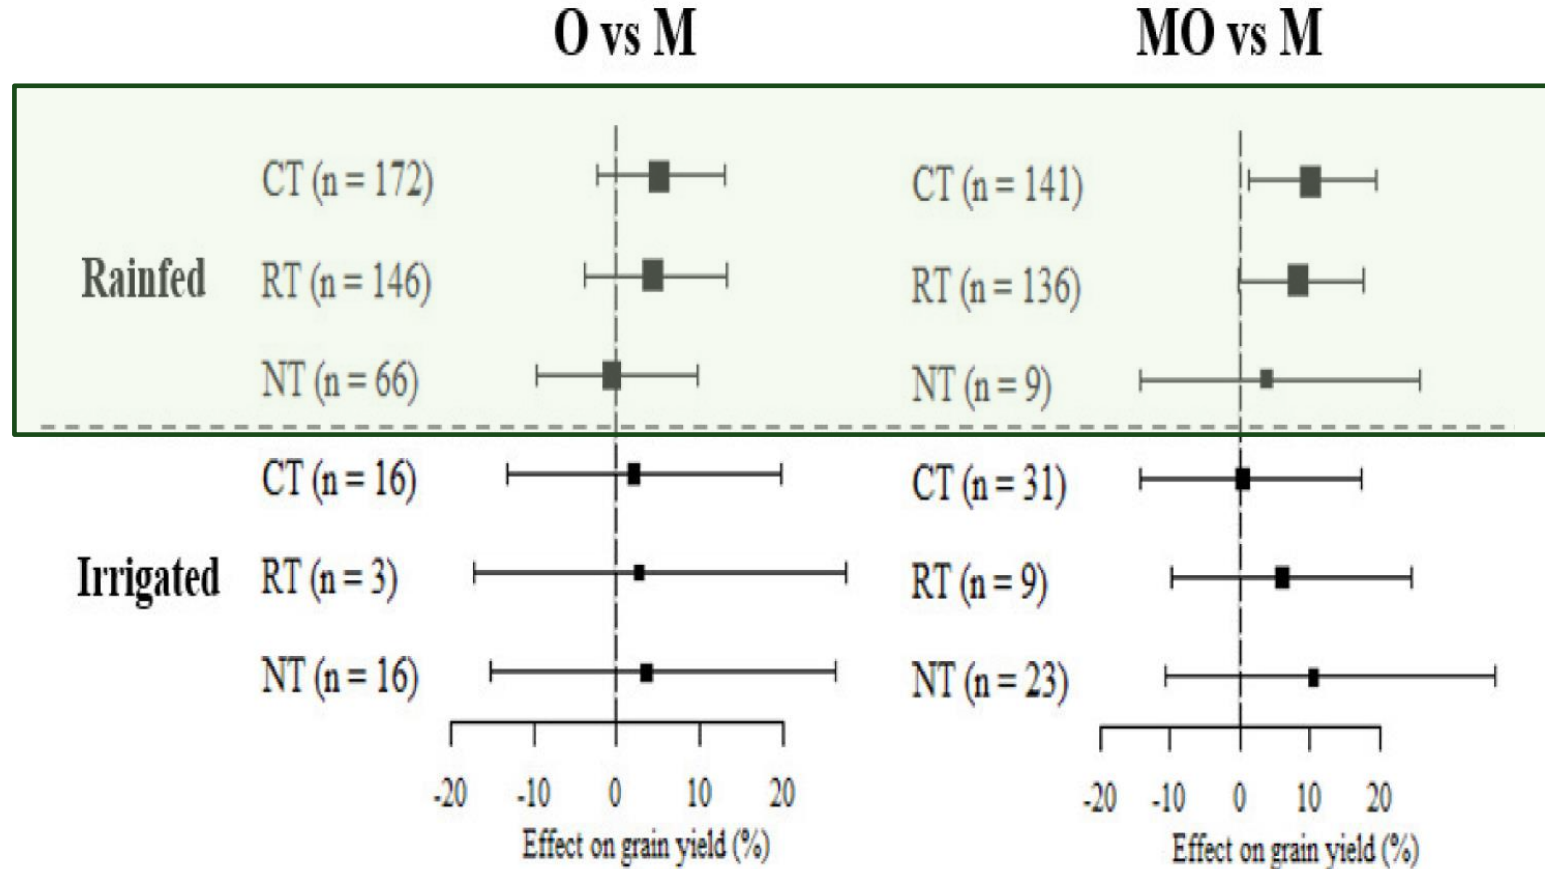 O vs M
MO vs M
Rainfed
CT (n = 172)
CT (n = 141)
RT (n = 146)
RT (n = 136)
NT (n = 66)
NT (n = 9)
Irrigated
CT (n = 16)
CT (n = 31)
RT (n = 3)
RT (n = 9)
NT (n = 16)
NT (n = 23)
-20 -10 0 10 20
-20 -10 0 10 20
Effect on grain yield (%)
Effect on grain yield (%)